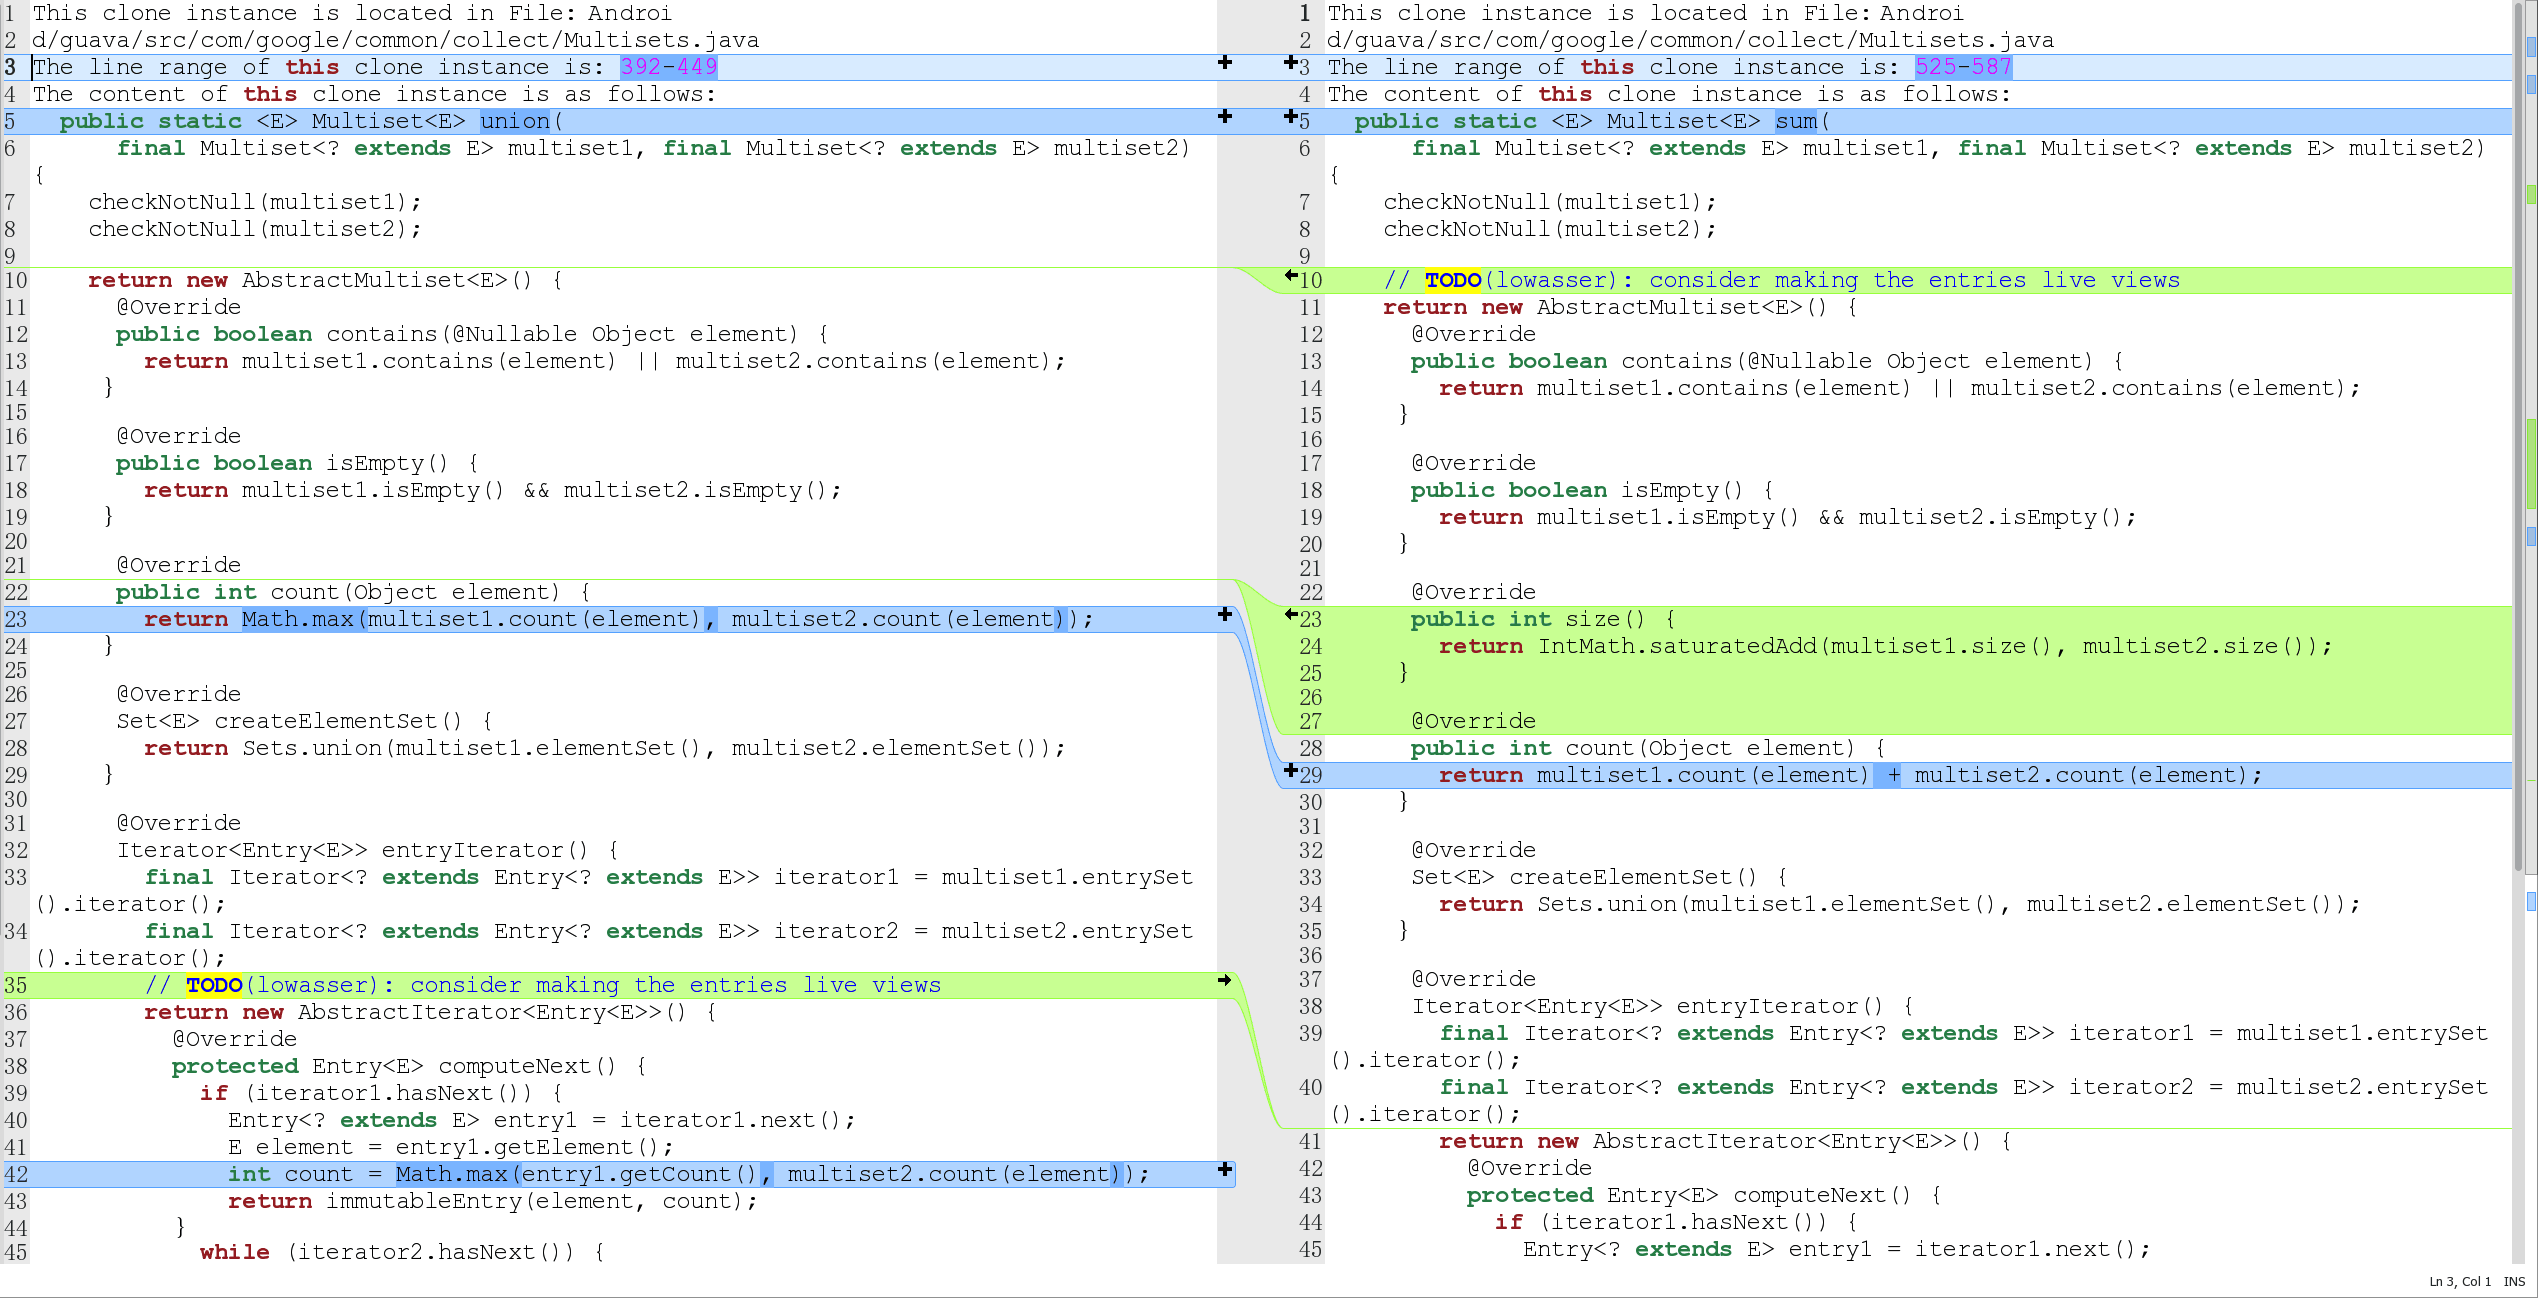 1 This clone instance is located in File: Androi
2 d/guava/src/com/google/common/collect/Multisets.java
3 The line range of this clone instance is: 392-449
4 The content of this clone instance is as follows:
5   public static <E> Multiset<E> union(
6       final Multiset<? extends E> multiset1, final Multiset<? extends E> multiset2)
{
7     checkNotNull(multiset1);
8     checkNotNull(multiset2);
9
10     return new AbstractMultiset<E>() {
11       @Override
12       public boolean contains(@Nullable Object element) {
13         return multiset1.contains(element) || multiset2.contains(element);
14       }
15
16       @Override
17       public boolean isEmpty() {
18         return multiset1.isEmpty() && multiset2.isEmpty();
19       }
20
21       @Override
22       public int count(Object element) {
23         return Math.max(multiset1.count(element), multiset2.count(element));
24       }
25
26       @Override
27       Set<E> createElementSet() {
28         return Sets.union(multiset1.elementSet(), multiset2.elementSet());
29       }
30
31       @Override
32       Iterator<Entry<E>> entryIterator() {
33         final Iterator<? extends Entry<? extends E>> iterator1 = multiset1.entrySet
().iterator();
34         final Iterator<? extends Entry<? extends E>> iterator2 = multiset2.entrySet
().iterator();
35         // TODO(lowasser): consider making the entries live views
36         return new AbstractIterator<Entry<E>>() {
37           @Override
38           protected Entry<E> computeNext() {
39             if (iterator1.hasNext()) {
40               Entry<? extends E> entry1 = iterator1.next();
41               E element = entry1.getElement();
42               int count = Math.max(entry1.getCount(), multiset2.count(element));
43               return immutableEntry(element, count);
44             }
45             while (iterator2.hasNext()) {
1 This clone instance is located in File: Androi
2 d/guava/src/com/google/common/collect/Multisets.java
3 The line range of this clone instance is: 525-587
4 The content of this clone instance is as follows:
5   public static <E> Multiset<E> sum(
6       final Multiset<? extends E> multiset1, final Multiset<? extends E> multiset2)
{
7     checkNotNull(multiset1);
8     checkNotNull(multiset2);
9
10     // TODO(lowasser): consider making the entries live views
11     return new AbstractMultiset<E>() {
12       @Override
13       public boolean contains(@Nullable Object element) {
14         return multiset1.contains(element) || multiset2.contains(element);
15       }
16
17       @Override
18       public boolean isEmpty() {
19         return multiset1.isEmpty() && multiset2.isEmpty();
20       }
21
22       @Override
23       public int size() {
24         return IntMath.saturatedAdd(multiset1.size(), multiset2.size());
25       }
26
27       @Override
28       public int count(Object element) {
29         return multiset1.count(element) + multiset2.count(element);
30       }
31
32       @Override
33       Set<E> createElementSet() {
34         return Sets.union(multiset1.elementSet(), multiset2.elementSet());
35       }
36
37       @Override
38       Iterator<Entry<E>> entryIterator() {
39         final Iterator<? extends Entry<? extends E>> iterator1 = multiset1.entrySet
().iterator();
40         final Iterator<? extends Entry<? extends E>> iterator2 = multiset2.entrySet
().iterator();
41         return new AbstractIterator<Entry<E>>() {
42           @Override
43           protected Entry<E> computeNext() {
44             if (iterator1.hasNext()) {
45               Entry<? extends E> entry1 = iterator1.next();
Ln 3, Col 1 INS